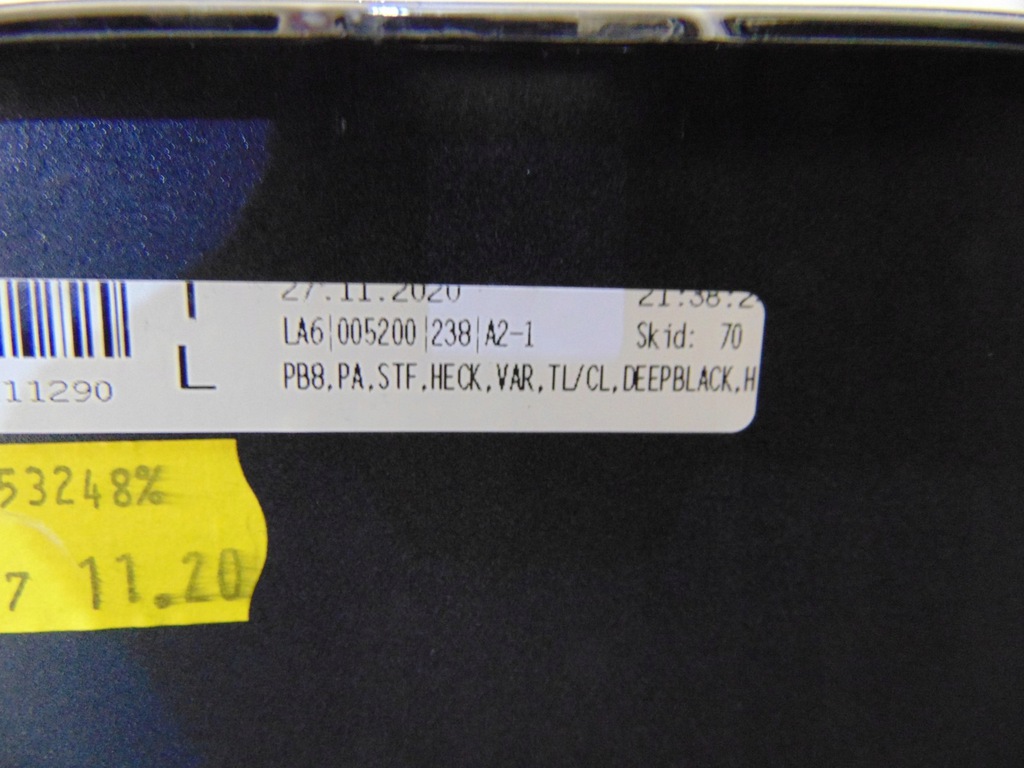 27.11.2020 21:38:2
LA6|005200|238|A2-1 Skid: 70
PB8,PA,STF,HECK,VAR,TL/CL,DEEPBLACK,H
11290
L
53248%
7 11.20